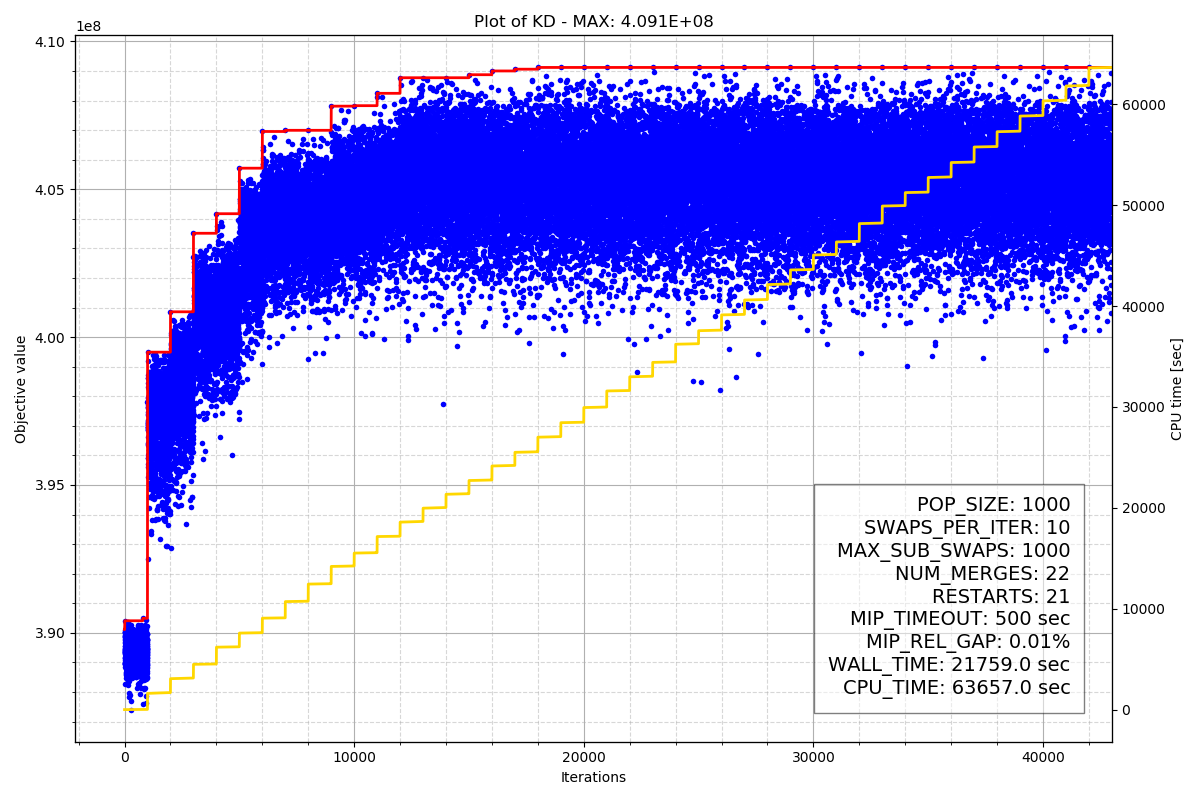 Plot of KD - MAX: 4.091E+08
1e8
4.10
4.05
4.00
3.95
3.90
Objective value
60000
50000
40000
30000
20000
10000
0
CPU time [sec]
POP_SIZE: 1000
SWAPS_PER_ITER: 10
MAX_SUB_SWAPS: 1000
NUM_MERGES: 22
RESTARTS: 21
MIP_TIMEOUT: 500 sec
MIP_REL_GAP: 0.01%
WALL_TIME: 21759.0 sec
CPU_TIME: 63657.0 sec
0 10000 20000 30000 40000
Iterations